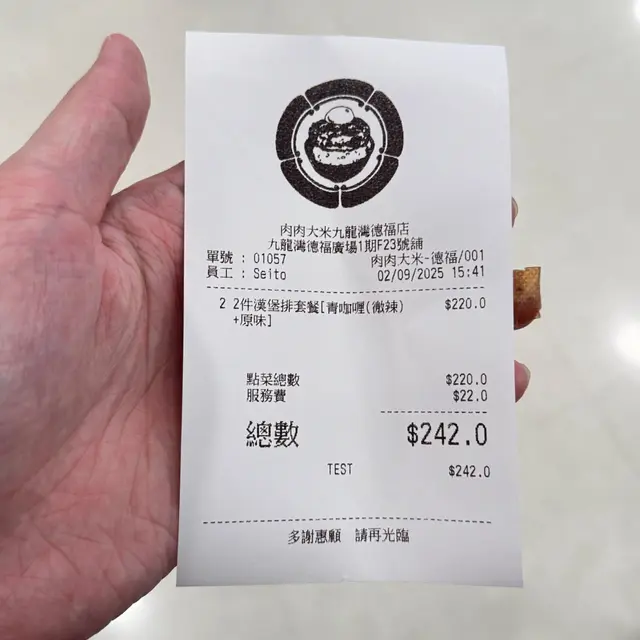 肉肉大米九龍灣德福店
九龍灣德福廣場1期F23號舖
單號 : 01057 肉肉大米-德福/001
員工 : Seito 02/09/2025 15:41
2 2件漢堡排套餐[青咖喱(微辣) $220.0
+原味]
點菜總數 $220.0
服務費 $22.0
總數 $242.0
TEST $242.0
多謝惠顧 請再光臨